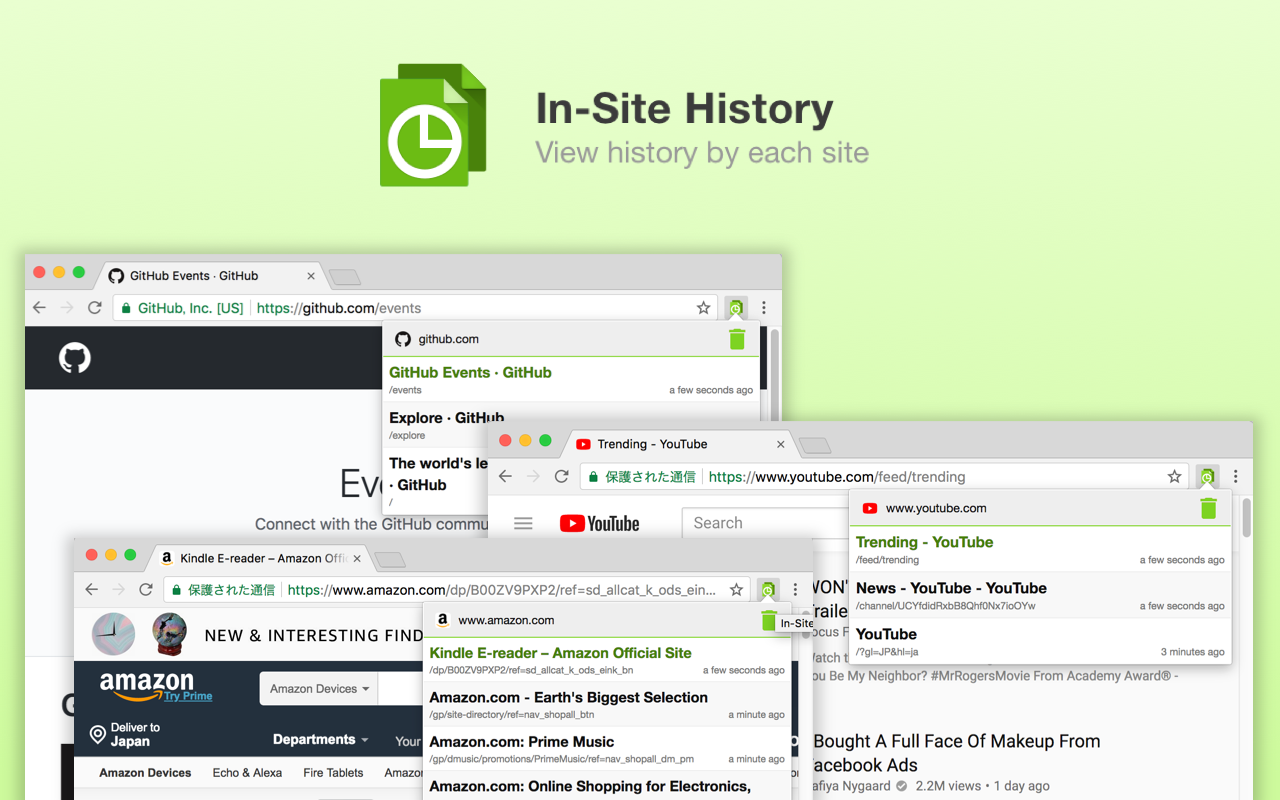 In-Site History
View history by each site
GitHub Events · GitHub
GitHub, Inc. [US] https://github.com/events
github.com
GitHub Events · GitHub
/events a few seconds ago
Explore · GitHub
/explore
The world's le
· GitHub
/
Connect with the GitHub commu
Trending - YouTube
保護された通信 https://www.youtube.com/feed/trending
YouTube
Search
www.youtube.com
Trending - YouTube
/feed/trending a few seconds ago
News - YouTube - YouTube
/channel/UCYfdidRxbB8Qhf0Nx7ioOYw a few seconds ago
YouTube
/?gl=JP&hl=ja 3 minutes ago
WON'
railer
ocus F
atch t
ou Be My Neighbor? #MrRogersMovie From Academy Award® -
Bought A Full Face Of Makeup From
acebook Ads
afiya Nygaard 2.2M views • 1 day ago
Kindle E-reader – Amazon Offi
保護された通信 https://www.amazon.com/dp/B00ZV9PXP2/ref=sd_allcat_k_ods_ein...
NEW & INTERESTING FIND
amazon
Try Prime
Amazon Devices
Deliver to
Japan
Departments
Your
Amazon Devices Echo & Alexa Fire Tablets Amazo
www.amazon.com
In-Site
Kindle E-reader – Amazon Official Site
/dp/B00ZV9PXP2/ref=sd_allcat_k_ods_eink_bn a few seconds ago
Amazon.com - Earth's Biggest Selection
/gp/site-directory/ref=nav_shopall_btn a minute ago
Amazon.com: Prime Music
/gp/dmusic/promotions/PrimeMusic/ref=nav_shopall_dm_pm a minute ago
Amazon.com: Online Shopping for Electronics,